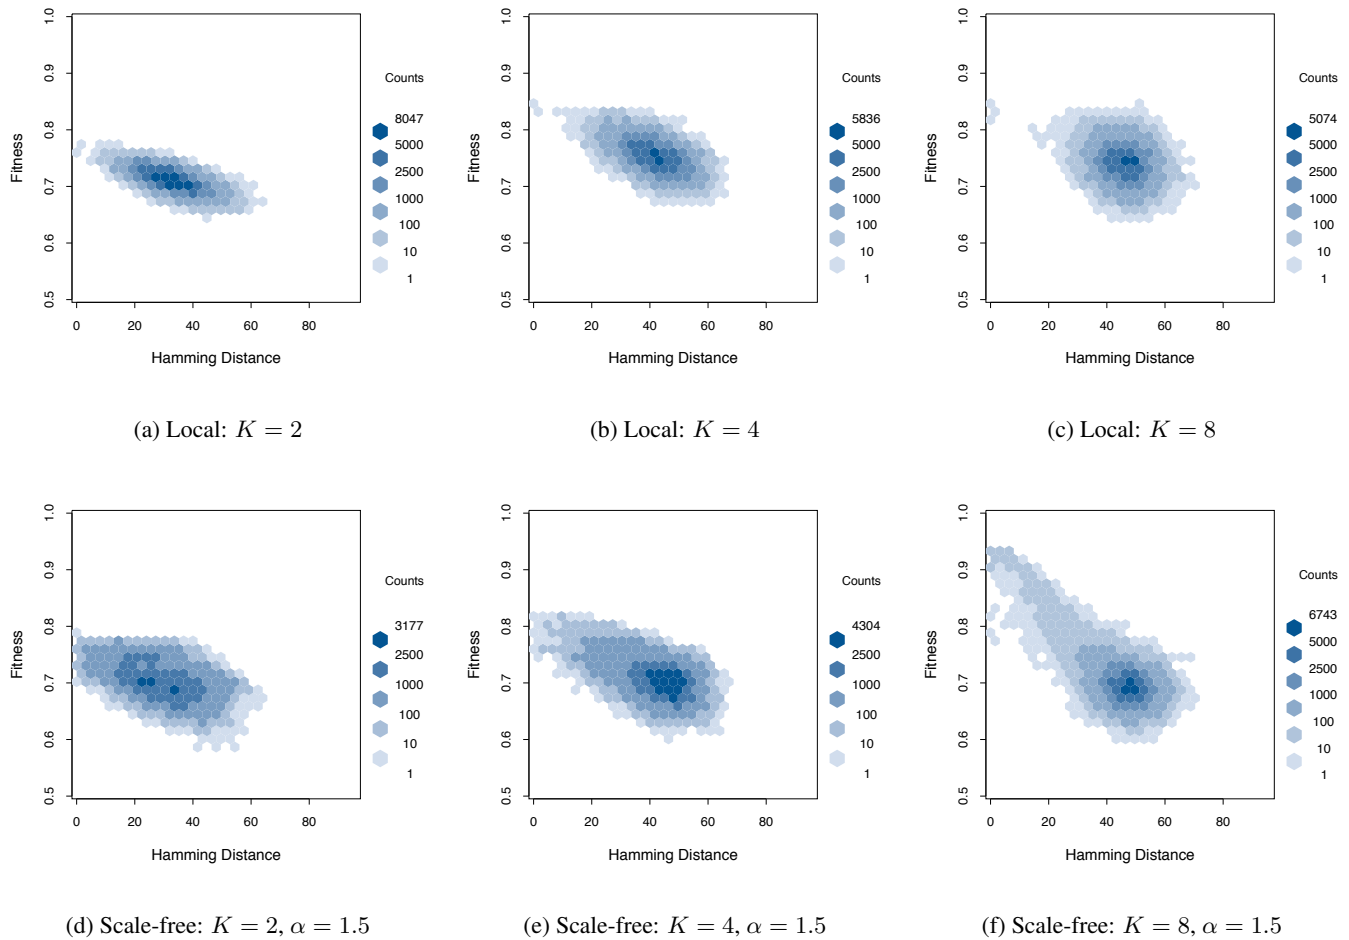 1.0
0.9
0.8
0.7
0.6
0.5
Fitness
0 20 40 60 80
Hamming Distance
Counts
8047
5000
2500
1000
100
10
1
(a) Local: K = 2
1.0
0.9
0.8
0.7
0.6
0.5
Fitness
0 20 40 60 80
Hamming Distance
Counts
5836
5000
2500
1000
100
10
1
(b) Local: K = 4
1.0
0.9
0.8
0.7
0.6
0.5
Fitness
0 20 40 60 80
Hamming Distance
Counts
5074
5000
2500
1000
100
10
1
(c) Local: K = 8
1.0
0.9
0.8
0.7
0.6
0.5
Fitness
0 20 40 60 80
Hamming Distance
Counts
3177
2500
1000
100
10
1
(d) Scale-free: K = 2, α = 1.5
1.0
0.9
0.8
0.7
0.6
0.5
Fitness
0 20 40 60 80
Hamming Distance
Counts
4304
2500
1000
100
10
1
(e) Scale-free: K = 4, α = 1.5
1.0
0.9
0.8
0.7
0.6
0.5
Fitness
0 20 40 60 80
Hamming Distance
Counts
6743
5000
2500
1000
100
10
1
(f) Scale-free: K = 8, α = 1.5